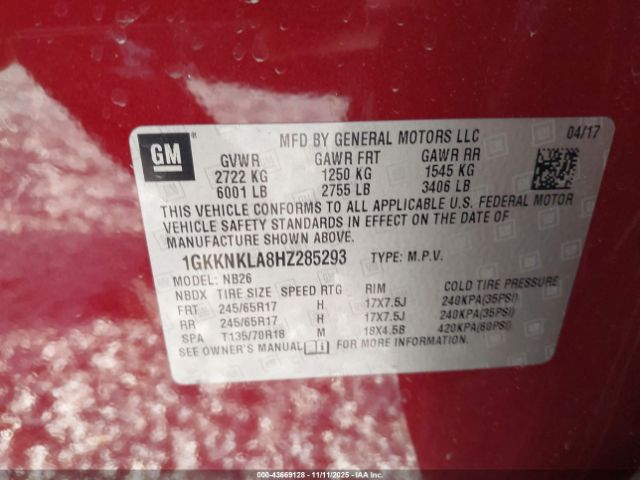 GM
MFD BY GENERAL MOTORS LLC 04/17
GVWR GAWR FRT GAWR RR
2722 KG 1250 KG 1545 KG
6001 LB 2755 LB 3406 LB
THIS VEHICLE CONFORMS TO ALL APPLICABLE U.S. FEDERAL MOTOR
VEHICLE SAFETY STANDARDS IN EFFECT ON THE DATE OF
MANUFACTURE SHOWN ABOVE.
1GKKNKLA8HZ285293 TYPE: M.P.V.
MODEL: NB26
NBDX TIRE SIZE SPEED RTG RIM COLD TIRE PRESSURE
FRT 245/65R17 H 17X7.5J 240KPA(35PSI)
RR 245/65R17 H 17X7.5J 240KPA(35PSI)
SPA T135/70R18 M 18X4.5B 420KPA(60PSI)
SEE OWNER'S MANUAL FOR MORE INFORMATION.
000-43669128 - 11/11/2025 - IAAI.COM